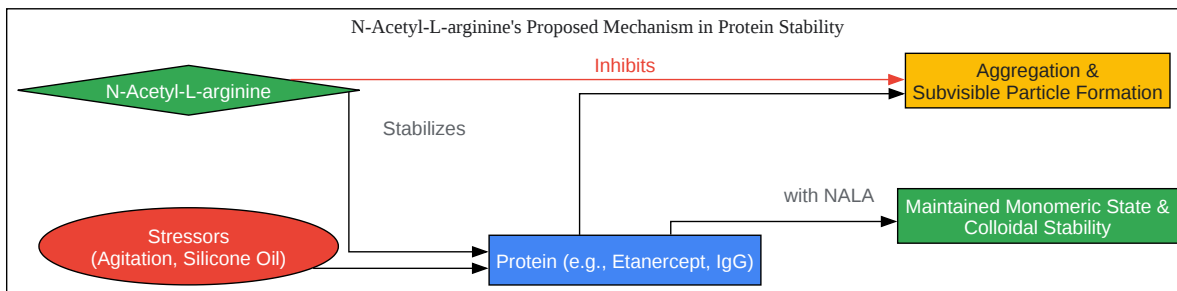 N-Acetyl-L-arginine's Proposed Mechanism in Protein Stability
N-Acetyl-L-arginine
Inhibits
Aggregation &
Subvisible Particle Formation
Stabilizes
with NALA
Maintained Monomeric State &
Colloidal Stability
Stressors
(Agitation, Silicone Oil)
Protein (e.g., Etanercept, IgG)